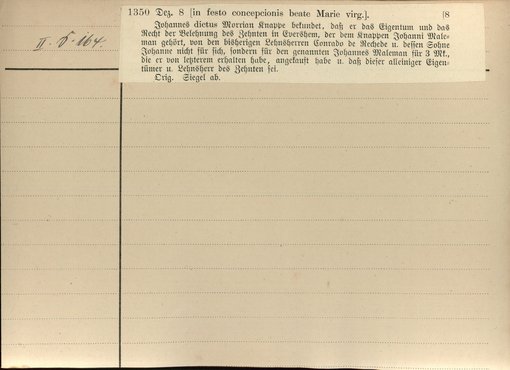 II. 5. 164.
1350 Dez. 8 [in festo concepcionis beate Marie virg.]. [8
Johannes dictus Morrian Knappe bekundet, daß er das Eigentum und das
Recht der Belehnung des Zehnten in Evershem, der dem Knappen Johanni Male-
man gehört, von den bisherigen Lehnsherren Conrado de Rechede u. dessen Sohne
Johanne nicht für sich, sondern für den genannten Johannes Maleman für 3 Mk.,
die er von letzterem erhalten habe, angekauft habe u. daß dieser alleiniger Eigen-
tümer u. Lehnsherr des Zehnten sei.
Orig. Siegel ab.